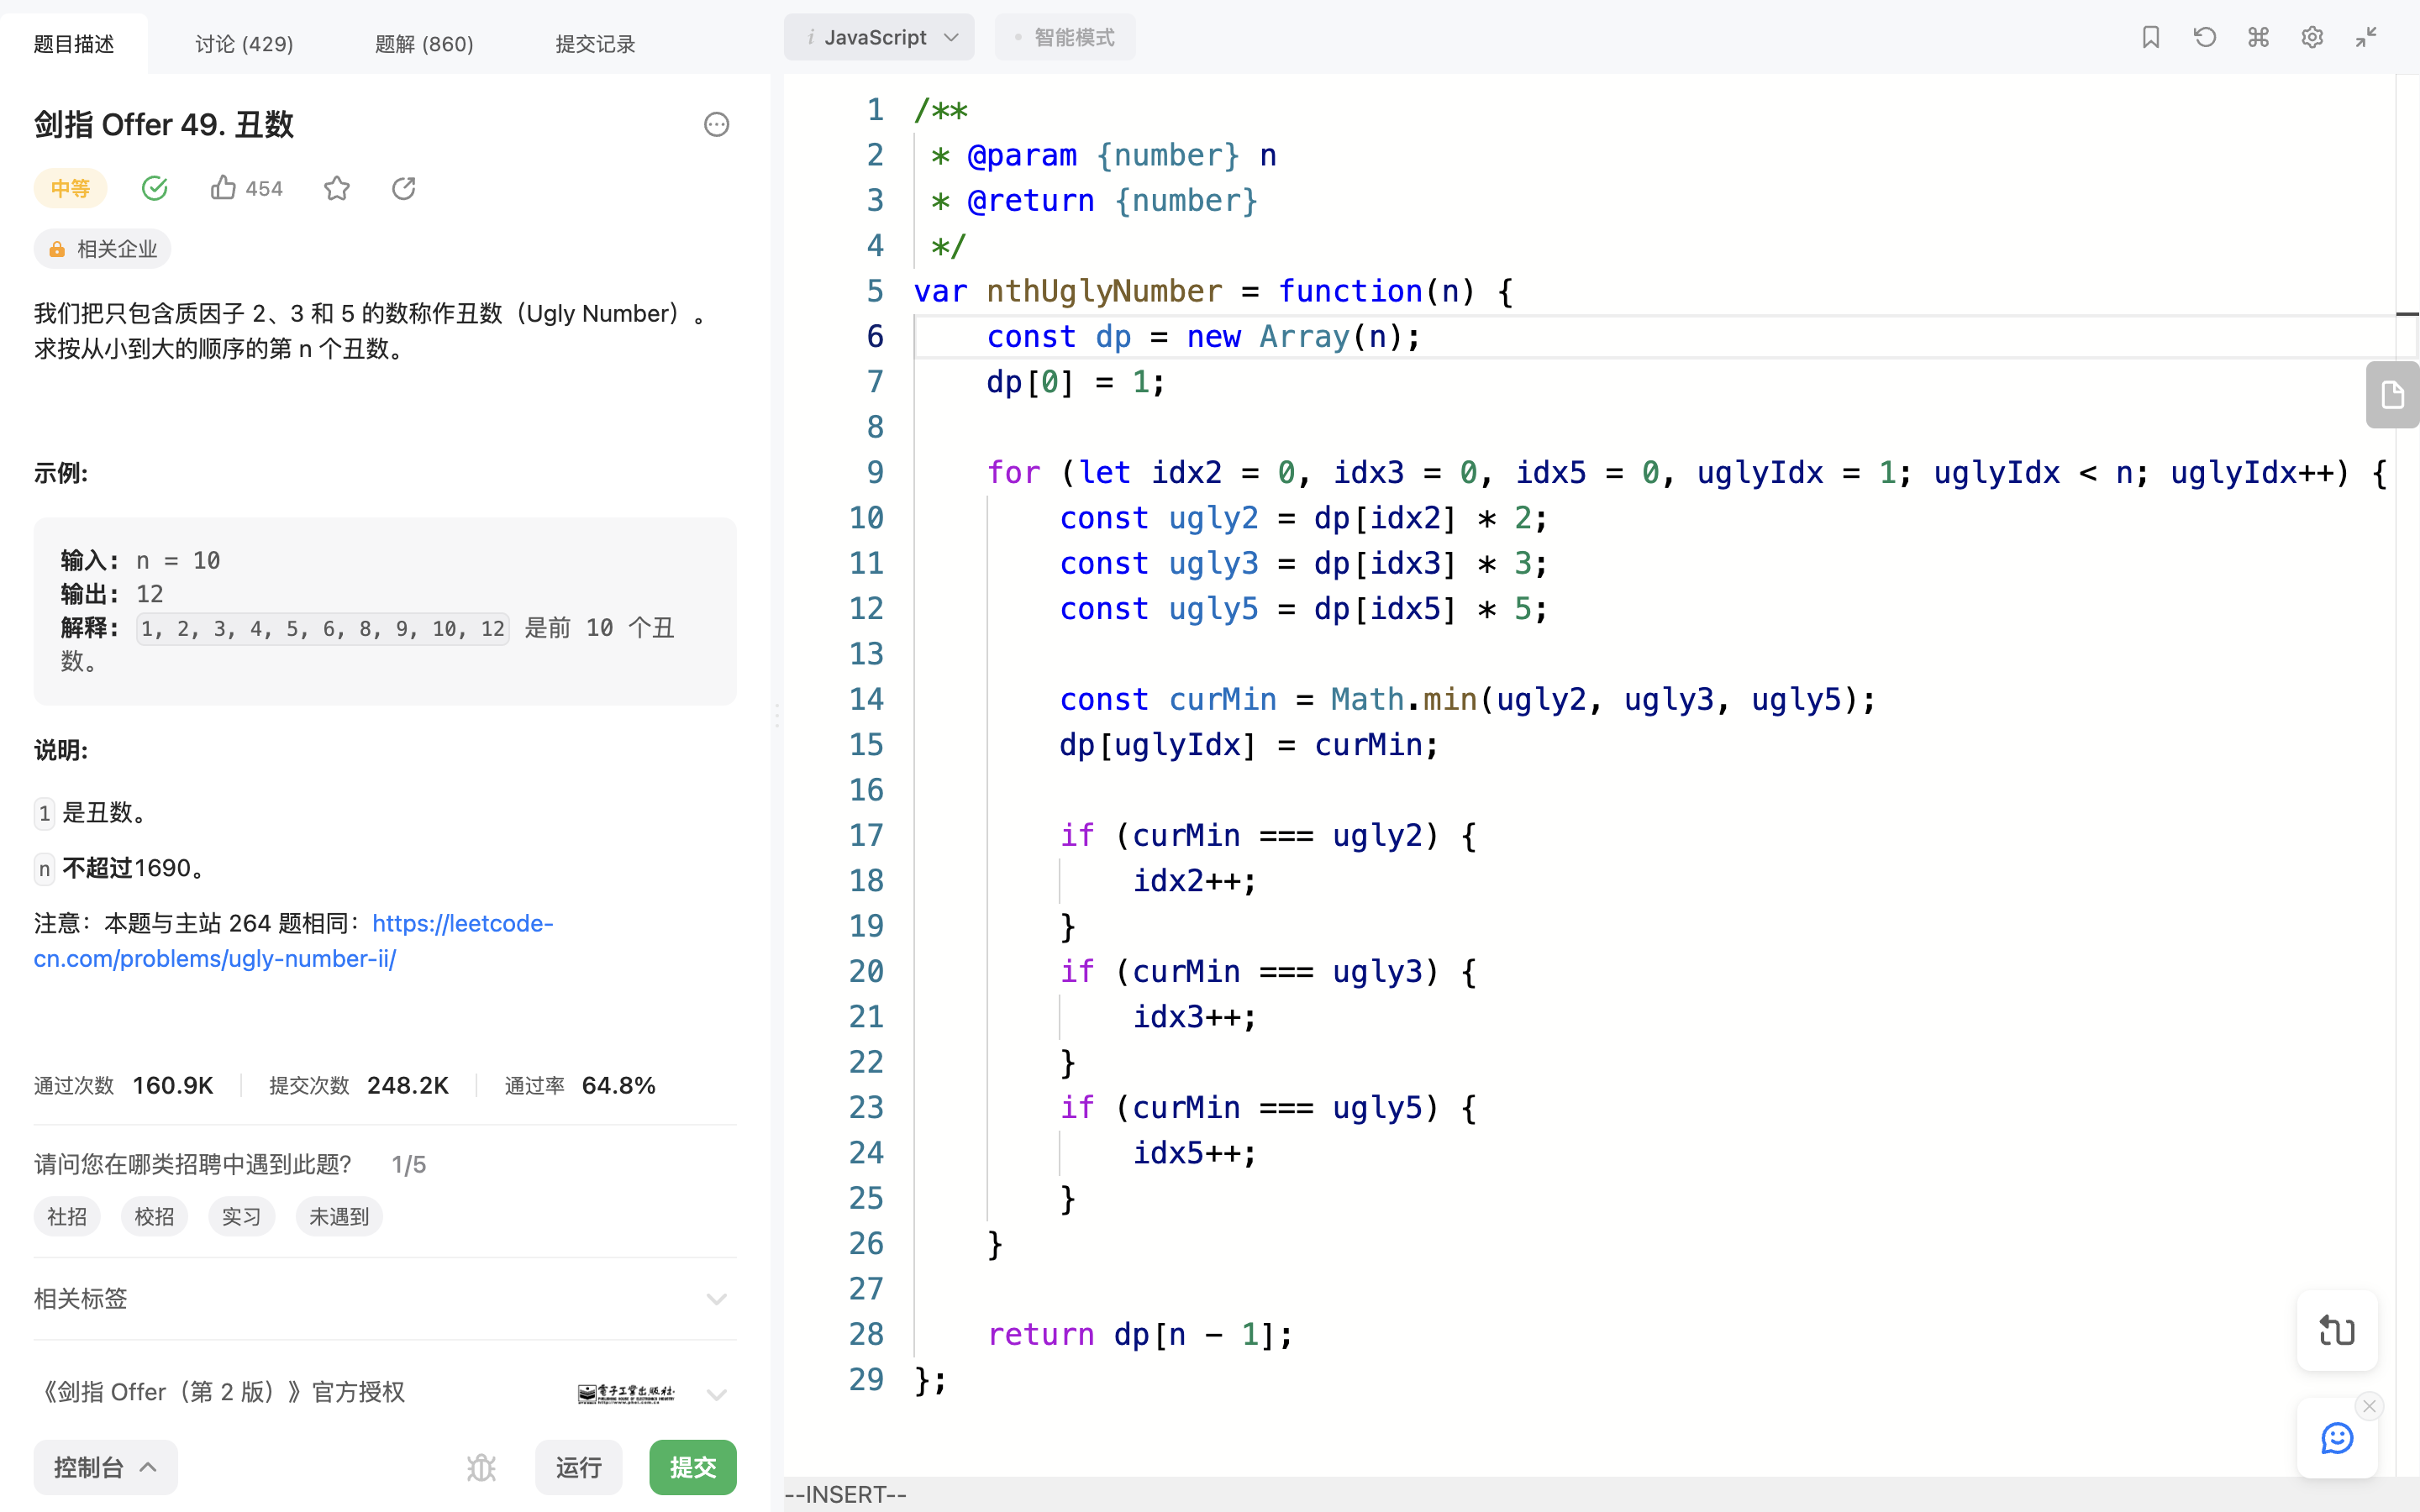 题目描述
讨论 (429)
题解 (860)
提交记录
剑指 Offer 49. 丑数
中等
454
相关企业
我们把只包含质因子 2、3 和 5 的数称作丑数（Ugly Number）。
求按从小到大的顺序的第 n 个丑数。
示例:
输入: n = 10
输出: 12
解释: 1, 2, 3, 4, 5, 6, 8, 9, 10, 12 是前 10 个丑
数。
说明:
1 是丑数。
n 不超过1690。
注意：本题与主站 264 题相同：https://leetcode-
cn.com/problems/ugly-number-ii/
通过次数 160.9K 提交次数 248.2K 通过率 64.8%
请问您在哪类招聘中遇到此题? 1/5
社招 校招 实习 未遇到
相关标签
《剑指 Offer（第 2 版）》官方授权
電子工業出版社
控制台 运行 提交
i JavaScript
智能模式
1 /**
2  * @param {number} n
3  * @return {number}
4  */
5 var nthUglyNumber = function(n) {
6     const dp = new Array(n);
7     dp[0] = 1;
8
9     for (let idx2 = 0, idx3 = 0, idx5 = 0, uglyIdx = 1; uglyIdx < n; uglyIdx++) {
10         const ugly2 = dp[idx2] * 2;
11         const ugly3 = dp[idx3] * 3;
12         const ugly5 = dp[idx5] * 5;
13
14         const curMin = Math.min(ugly2, ugly3, ugly5);
15         dp[uglyIdx] = curMin;
16
17         if (curMin === ugly2) {
18             idx2++;
19         }
20         if (curMin === ugly3) {
21             idx3++;
22         }
23         if (curMin === ugly5) {
24             idx5++;
25         }
26     }
27
28     return dp[n - 1];
29 };
--INSERT--